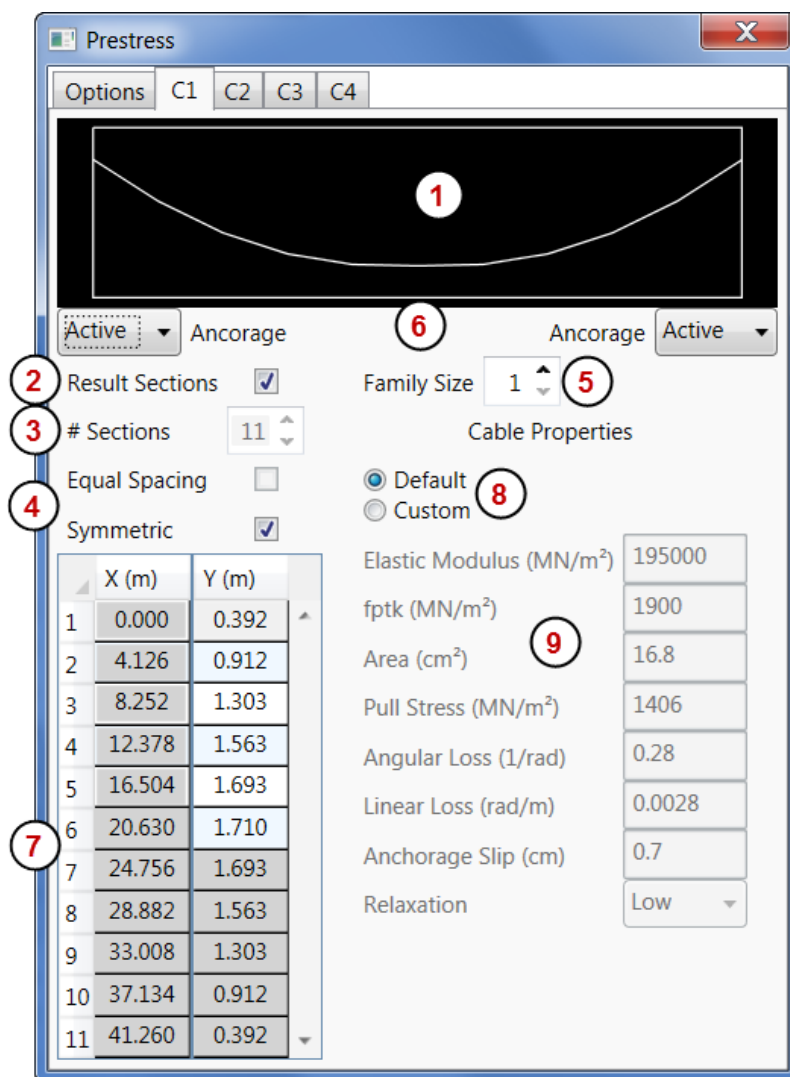 Prestress
X
Options C1 C2 C3 C4
1
Active Ancorage 6 Ancorage Active
2 Result Sections Family Size 1 5
3 # Sections 11 Cable Properties
4 Equal Spacing Default 8
Symmetric Custom
X (m) Y (m) Elastic Modulus (MN/m²) 195000
1 0.000 0.392 fptk (MN/m²) 1900
2 4.126 0.912 Area (cm²) 9 16.8
3 8.252 1.303 Pull Stress (MN/m²) 1406
4 12.378 1.563 Angular Loss (1/rad) 0.28
5 16.504 1.693 Linear Loss (rad/m) 0.0028
7 6 20.630 1.710 Anchorage Slip (cm) 0.7
7 24.756 1.693 Relaxation Low
8 28.882 1.563
9 33.008 1.303
10 37.134 0.912
11 41.260 0.392